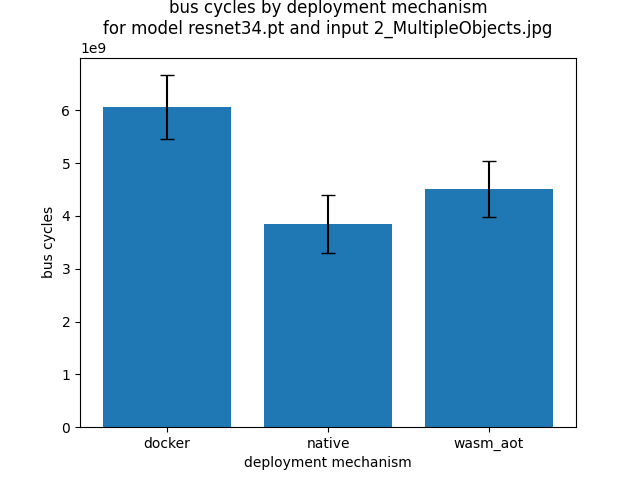 bus cycles by deployment mechanism
for model resnet34.pt and input 2_MultipleObjects.jpg
1e9
6
5
4
3
2
1
0
bus cycles
docker
native
wasm_aot
deployment mechanism